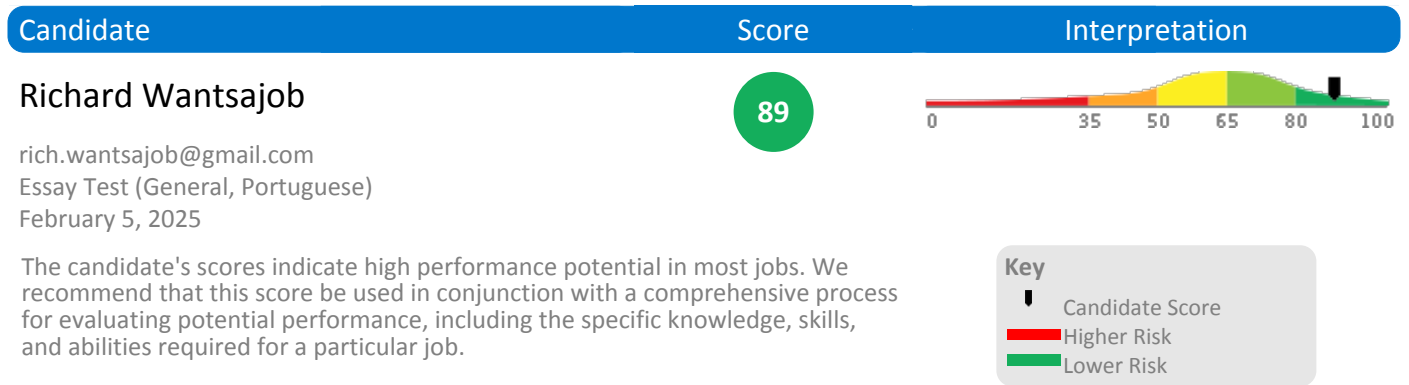 Candidate Score Interpretation
Richard Wantsajob
89
0 35 50 65 80 100
rich.wantsajob@gmail.com
Essay Test (General, Portuguese)
February 5, 2025
The candidate's scores indicate high performance potential in most jobs. We
recommend that this score be used in conjunction with a comprehensive process
for evaluating potential performance, including the specific knowledge, skills,
and abilities required for a particular job.
Key
Candidate Score
Higher Risk
Lower Risk